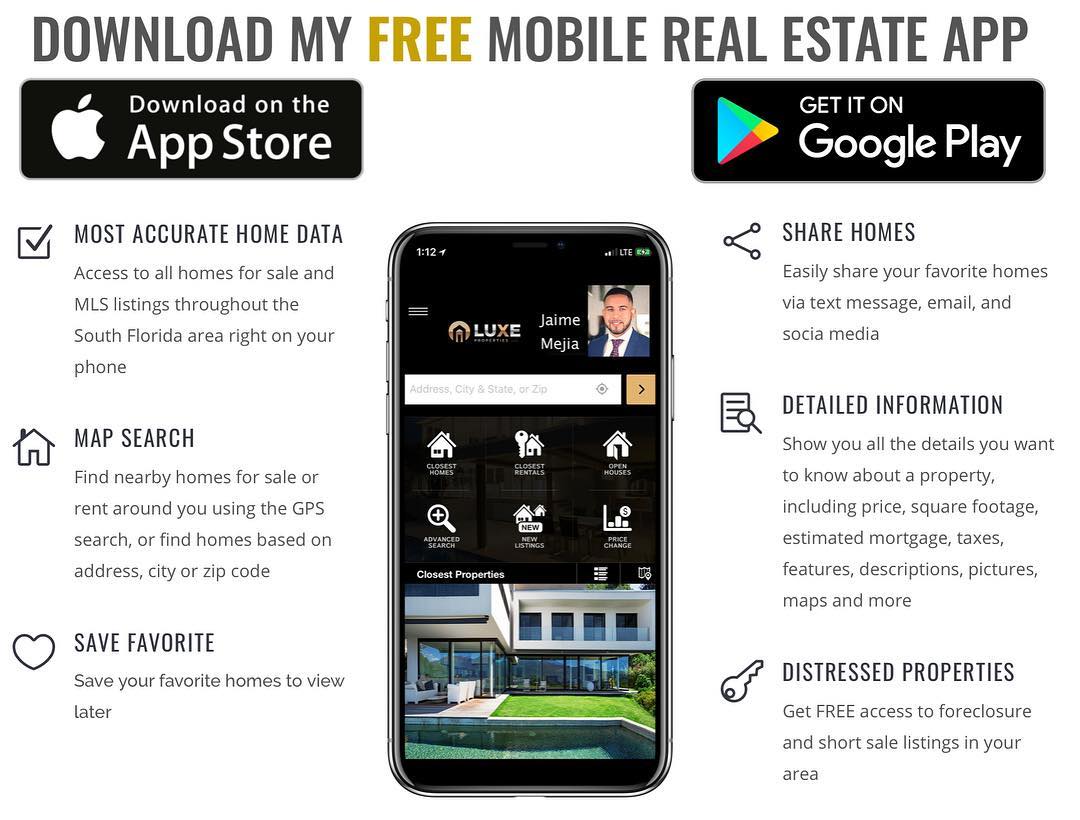 DOWNLOAD MY FREE MOBILE REAL ESTATE APP
Download on the
App Store
GET IT ON
Google Play
MOST ACCURATE HOME DATA
Access to all homes for sale and
MLS listings throughout the
South Florida area right on your
phone
MAP SEARCH
Find nearby homes for sale or
rent around you using the GPS
search, or find homes based on
address, city or zip code
SAVE FAVORITE
Save your favorite homes to view
later
1:12
LTE
LUXE
PROPERTIES
Jaime
Mejia
Address, City & State, or Zip
CLOSEST
HOMES
CLOSEST
RENTALS
OPEN
HOUSES
ADVANCED
SEARCH
NEW
NEW
LISTINGS
$
PRICE
CHANGE
Closest Properties
SHARE HOMES
Easily share your favorite homes
via text message, email, and
socia media
DETAILED INFORMATION
Show you all the details you want
to know about a property,
including price, square footage,
estimated mortgage, taxes,
features, descriptions, pictures,
maps and more
DISTRESSED PROPERTIES
Get FREE access to foreclosure
and short sale listings in your
area